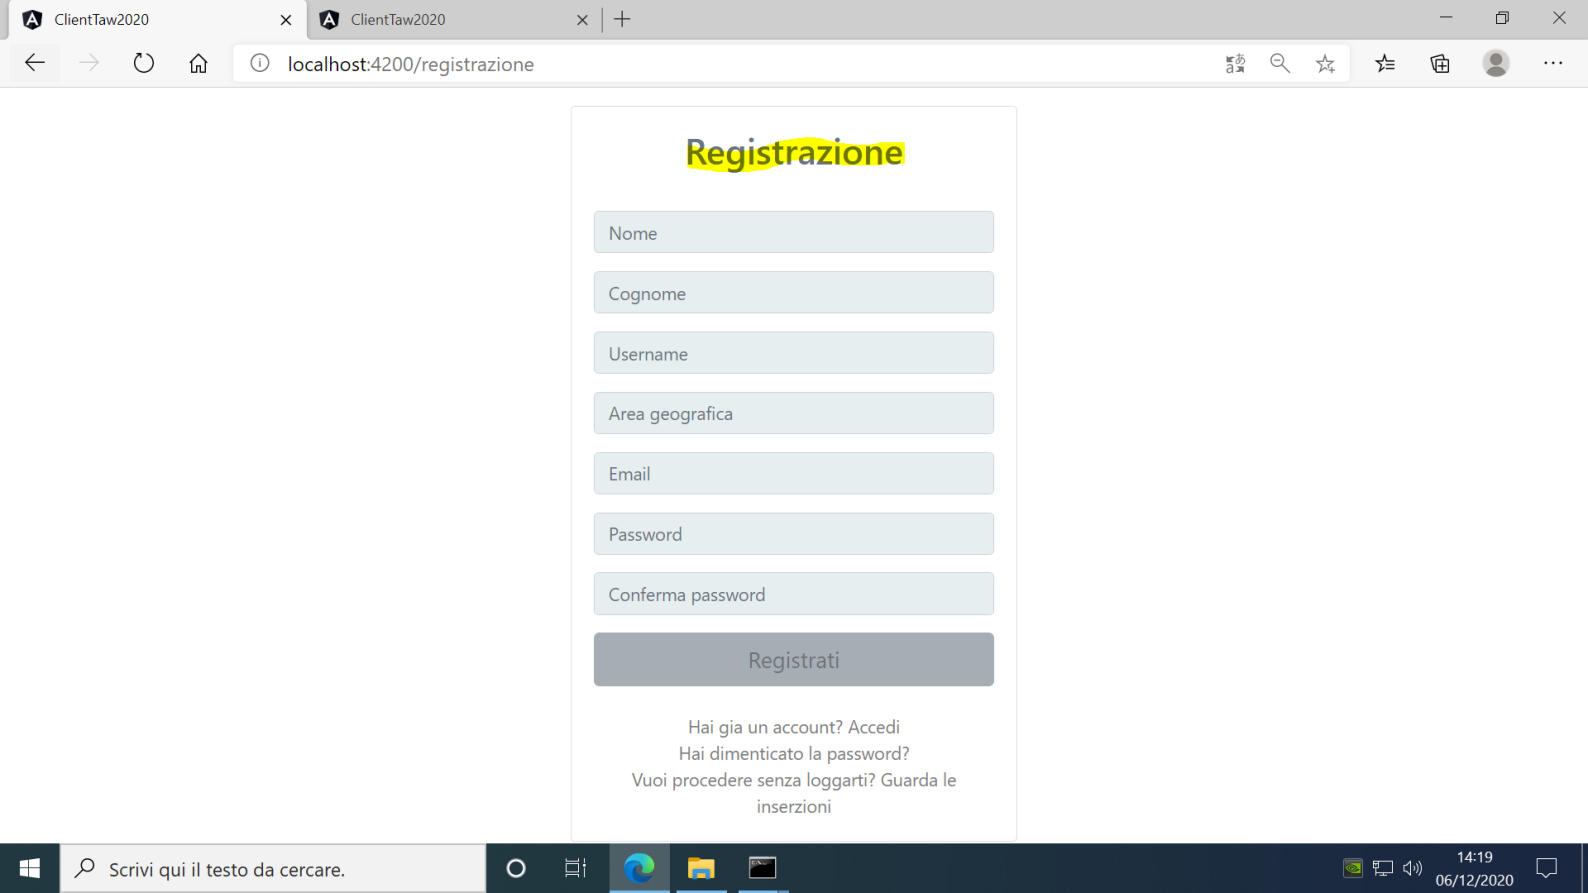 ClientTaw2020
ClientTaw2020
localhost:4200/registrazione
Registrazione
Nome
Cognome
Username
Area geografica
Email
Password
Conferma password
Registrati
Hai gia un account? Accedi
Hai dimenticato la password?
Vuoi procedere senza loggarti? Guarda le
inserzioni
Scrivi qui il testo da cercare.
14:19
06/12/2020